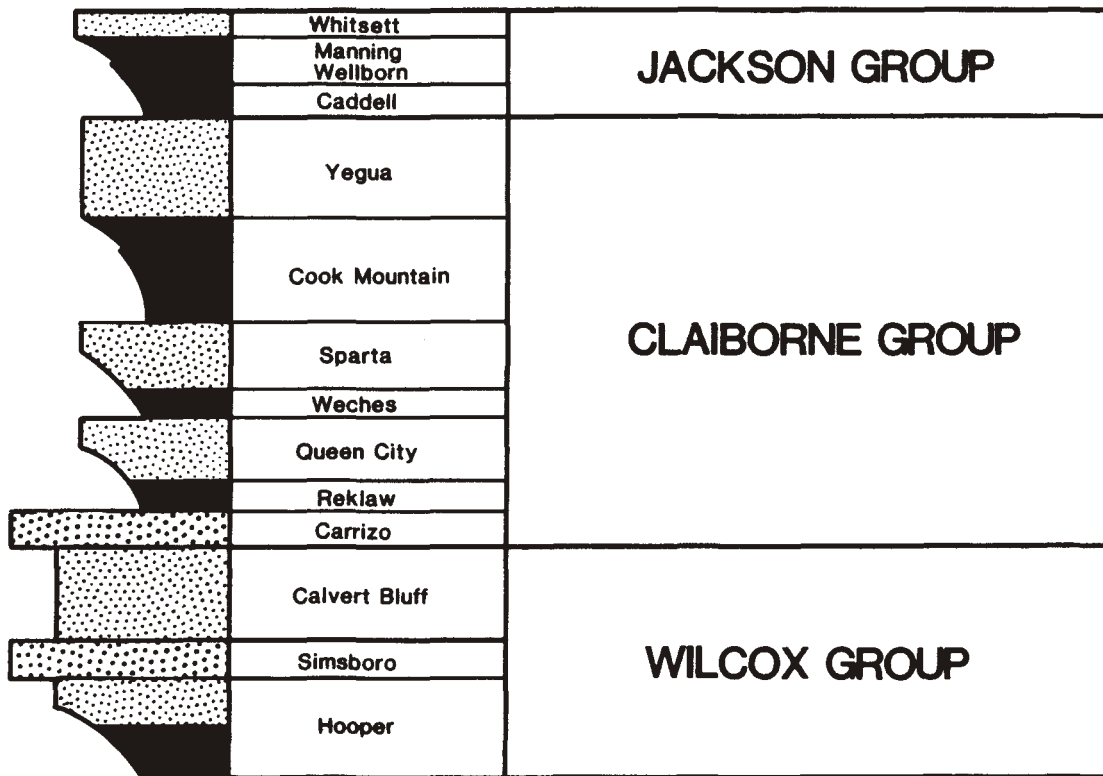 Whitsett
Manning
Wellborn
Caddell
JACKSON GROUP
Yegua
Cook Mountain
Sparta
Weches
Queen City
Reklaw
Carrizo
CLAIBORNE GROUP
Calvert Bluff
Simsboro
Hooper
WILCOX GROUP